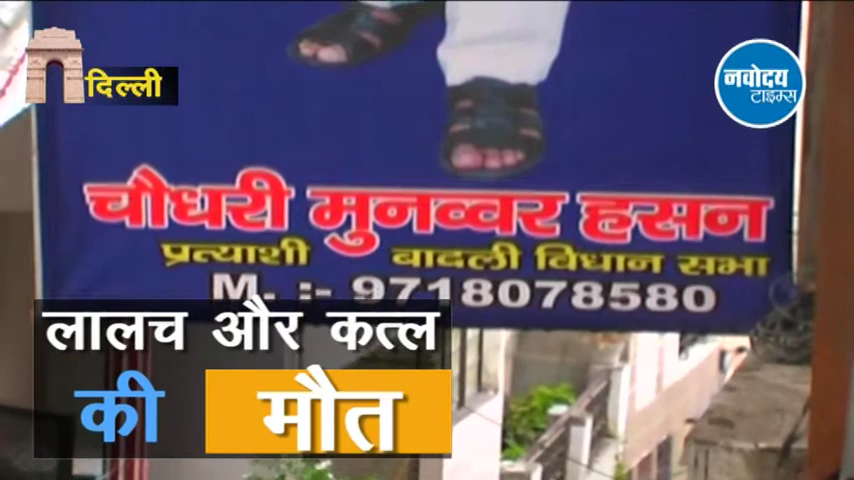 दिल्ली
नवोदय
टाइम्स
चौधरी मुनव्वर हसन
प्रत्याशी बादली विधान सभा
M. :- 9718078580
लालच और कत्ल
की मौत